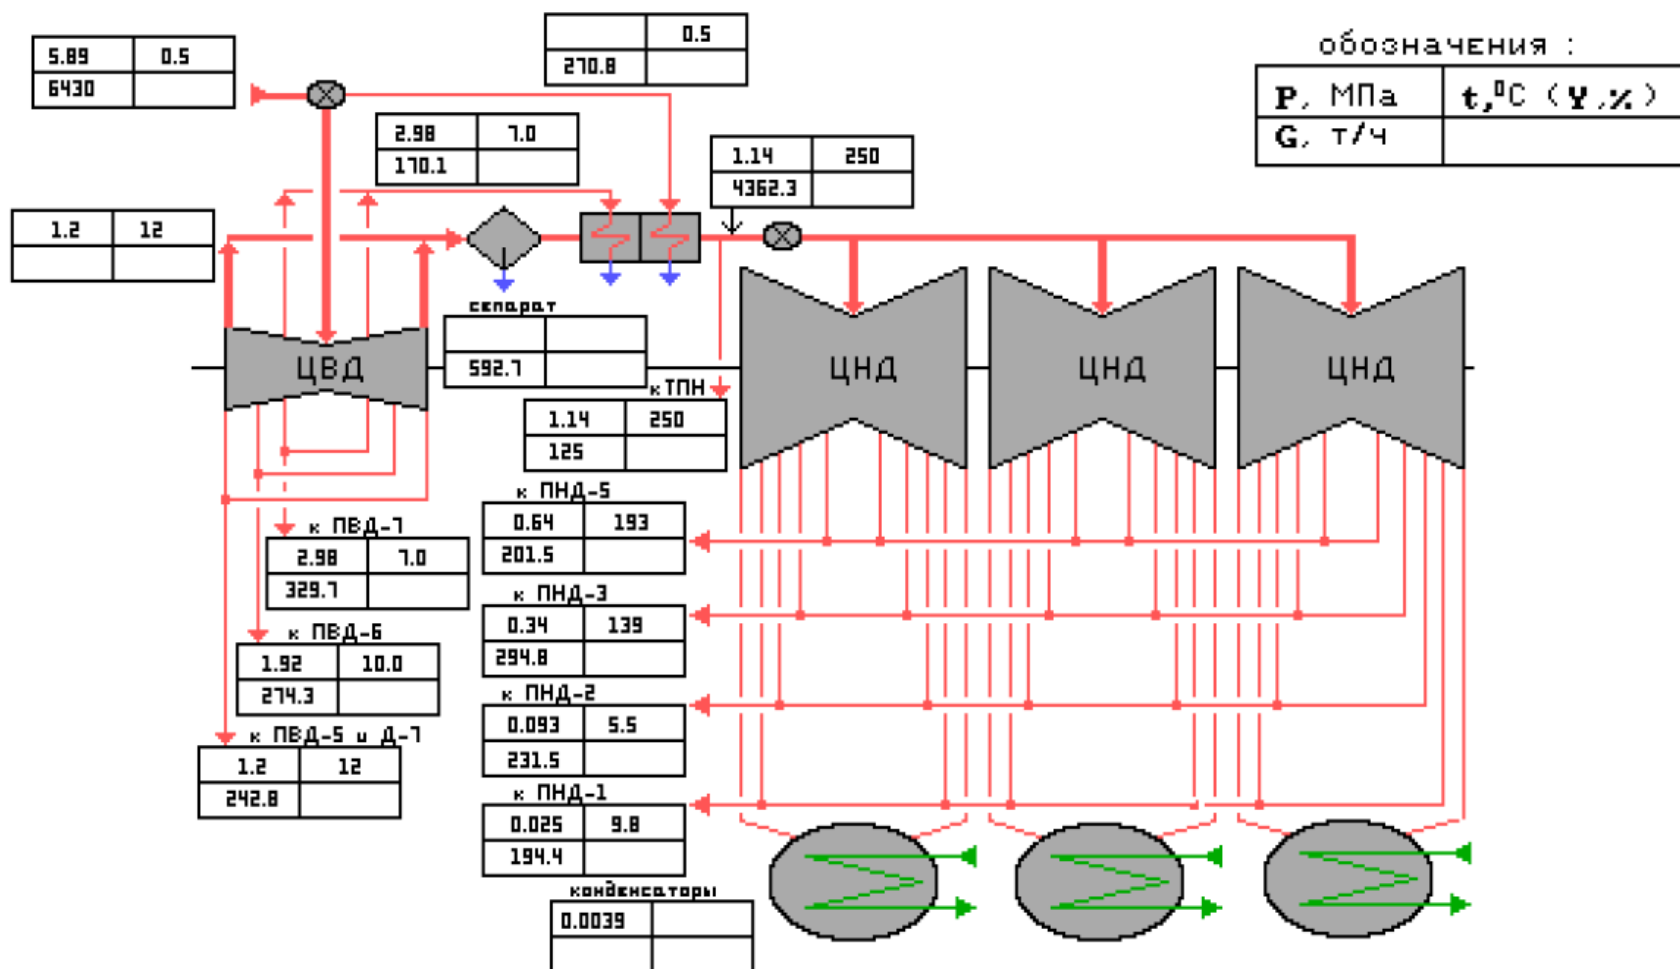 обозначения :
P, МПа t,⁰C (Y,%)
G, т/ч
5.89 0.5
6430
0.5
270.8
2.98 7.0
170.1
1.14 250
4362.3
1.2 12
сепарат
592.7
ЦВД
ЦНД
ЦНД
ЦНД
к ТПН
1.14 250
125
к ПНД-5
0.64 193
201.5
к ПВД-7
2.98 7.0
329.7
к ПНД-3
0.34 139
294.8
к ПВД-6
1.92 10.0
274.3
к ПНД-2
0.093 5.5
231.5
к ПВД-5 и Д-7
1.2 12
242.8
к ПНД-1
0.025 9.8
194.4
конденсаторы
0.0039